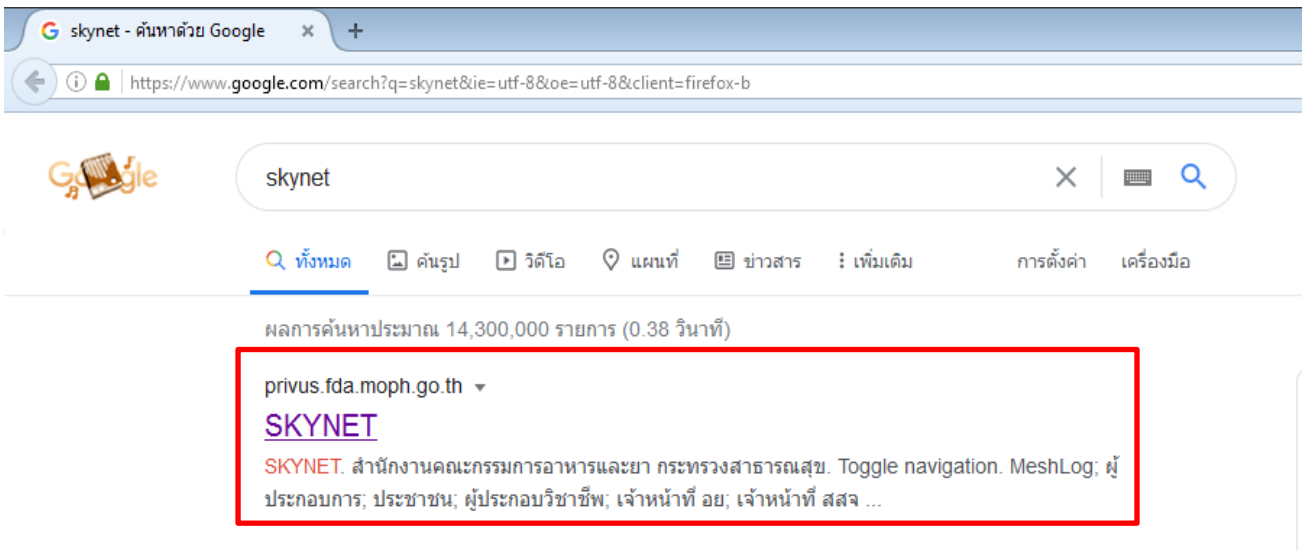 skynet - ค้นหาด้วย Google
https://www.google.com/search?q=skynet&ie=utf-8&oe=utf-8&client=firefox-b
Google
skynet
ทั้งหมด ค้นรูป วิดีโอ แผนที่ ข่าวสาร เพิ่มเติม การตั้งค่า เครื่องมือ
ผลการค้นหาประมาณ 14,300,000 รายการ (0.38 วินาที)
privus.fda.moph.go.th
SKYNET
SKYNET. สำนักงานคณะกรรมการอาหารและยา กระทรวงสาธารณสุข. Toggle navigation. MeshLog; ผู้
ประกอบการ; ประชาชน; ผู้ประกอบวิชาชีพ; เจ้าหน้าที่ อย; เจ้าหน้าที่ สสจ ...